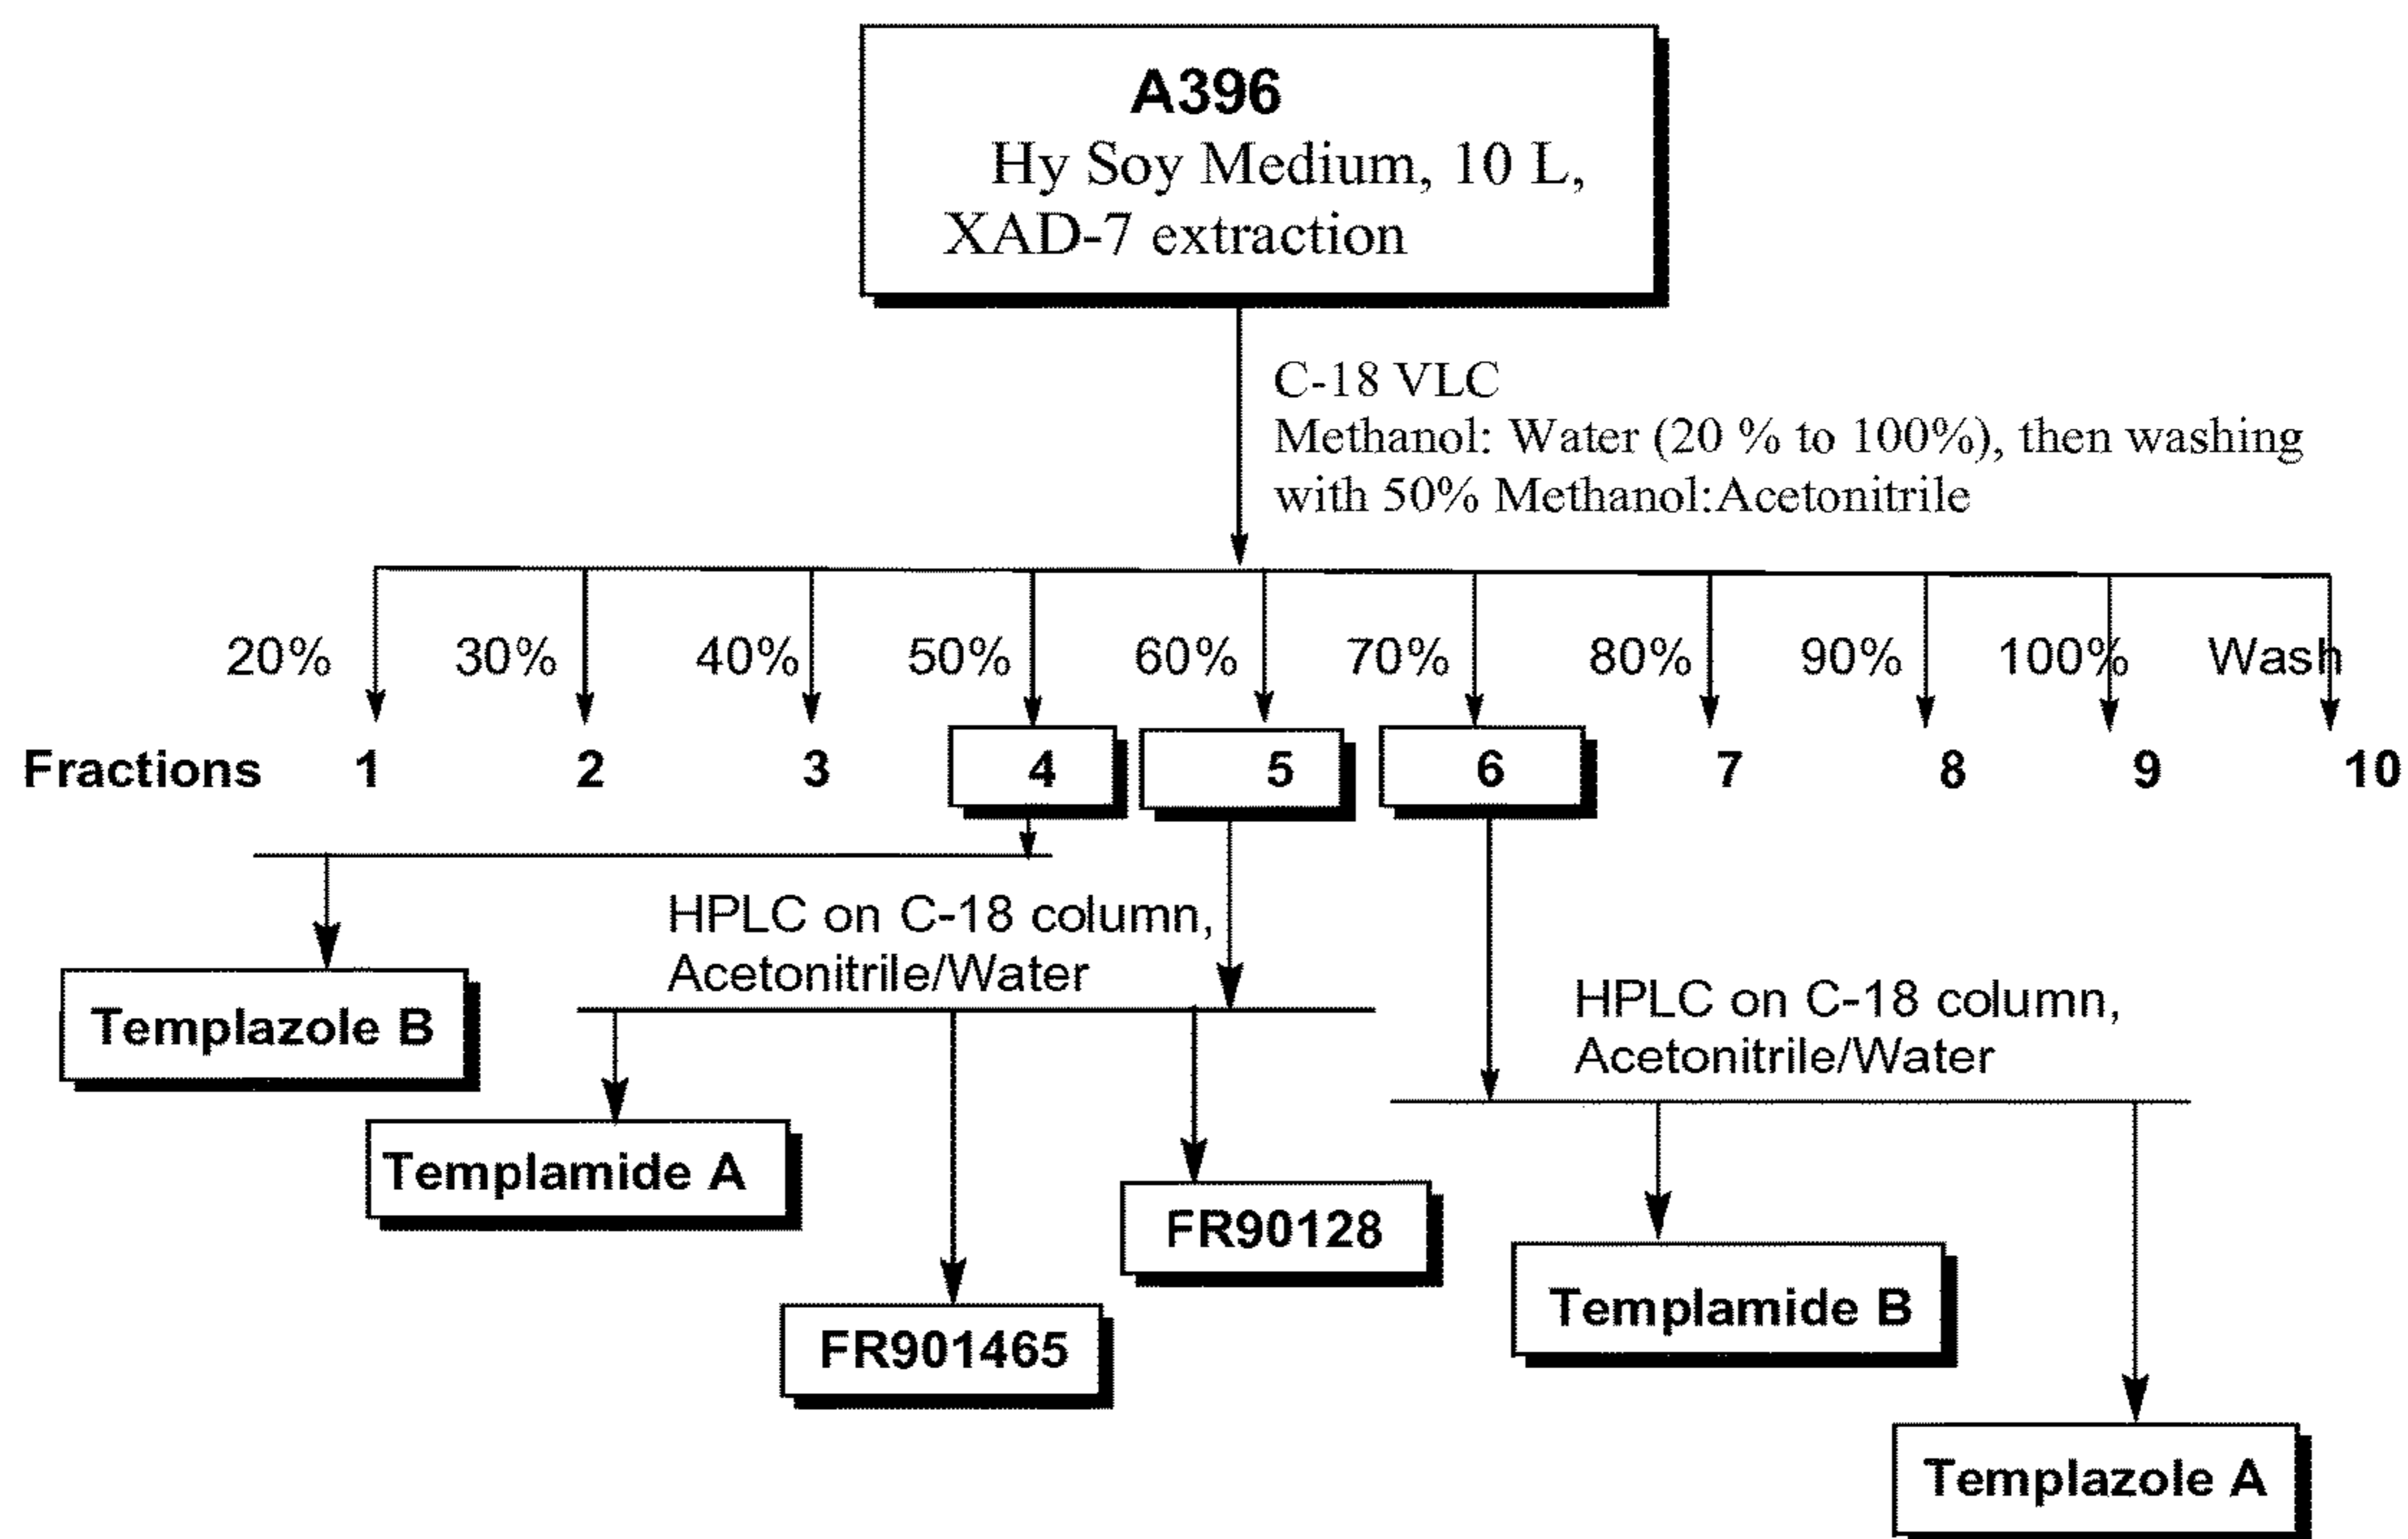 A396
Hy Soy Medium, 10 L,
XAD-7 extraction
C-18 VLC
Methanol: Water (20 % to 100%), then washing
with 50% Methanol:Acetonitrile
20% 30% 40% 50% 60% 70% 80% 90% 100% Wash
Fractions 1 2 3 4 5 6 7 8 9 10
HPLC on C-18 column,
Acetonitrile/Water
HPLC on C-18 column,
Acetonitrile/Water
Templazole B
Templamide A
FR90128
FR901465
Templamide B
Templazole A